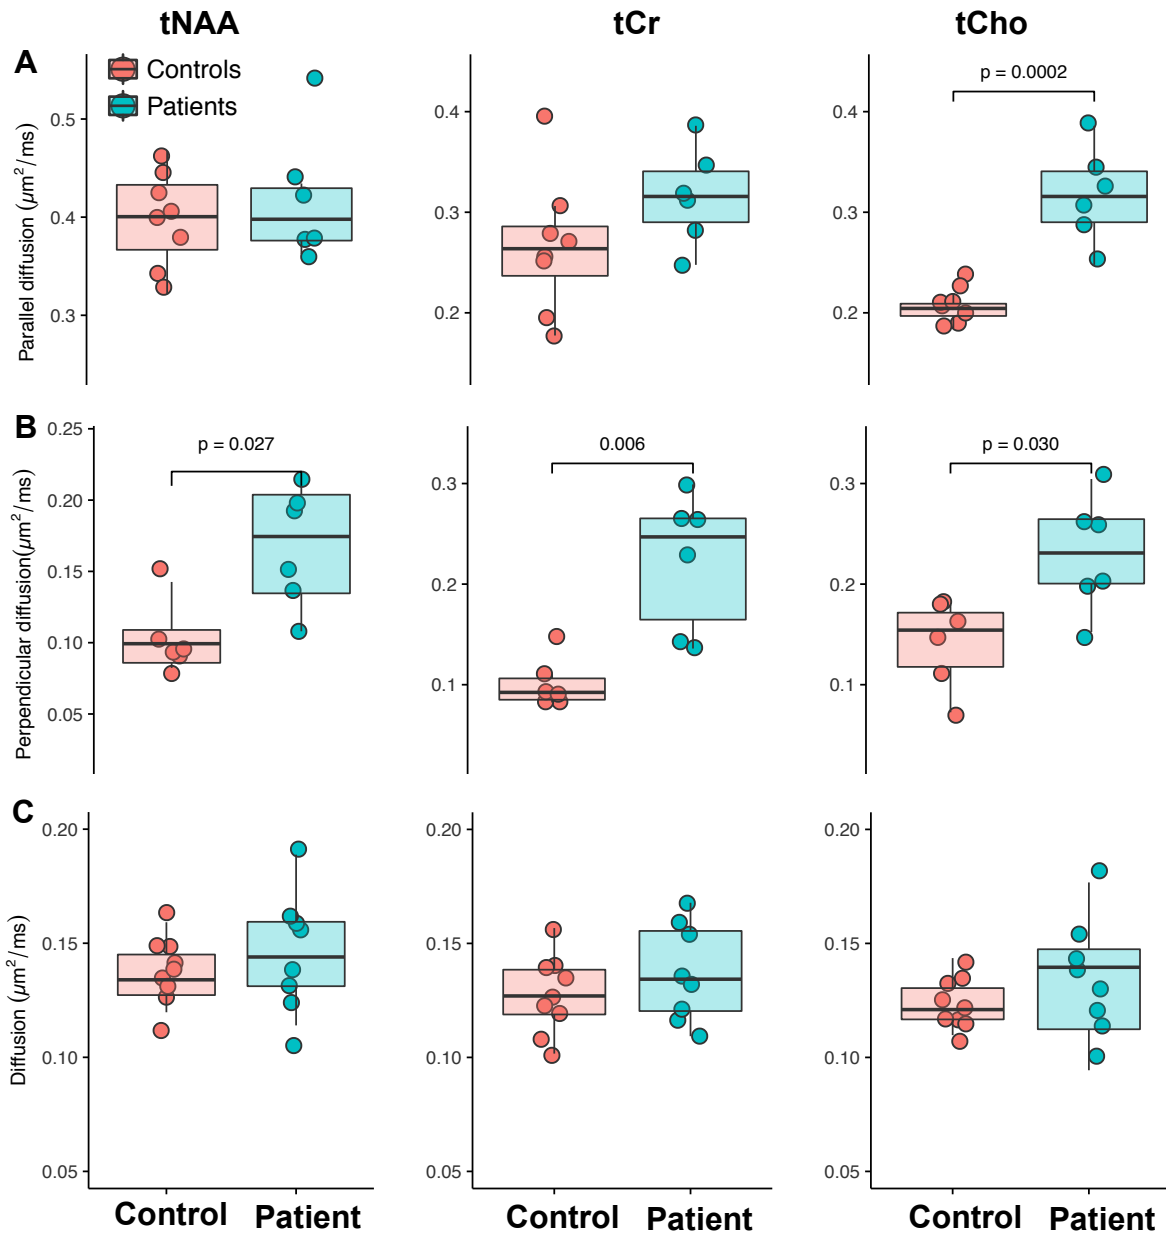 tNAA tCr tCho
A
Controls
Patients
p = 0.0002
Parallel diffusion (μm²/ms)
0.5
0.4
0.3
0.4
0.3
0.2
0.4
0.3
0.2
B
p = 0.027
0.006
p = 0.030
Perpendicular diffusion(μm²/ms)
0.25
0.20
0.15
0.10
0.05
0.3
0.2
0.1
0.3
0.2
0.1
C
Diffusion (μm²/ms)
0.20
0.15
0.10
0.05
0.20
0.15
0.10
0.05
0.20
0.15
0.10
0.05
Control Patient Control Patient Control Patient